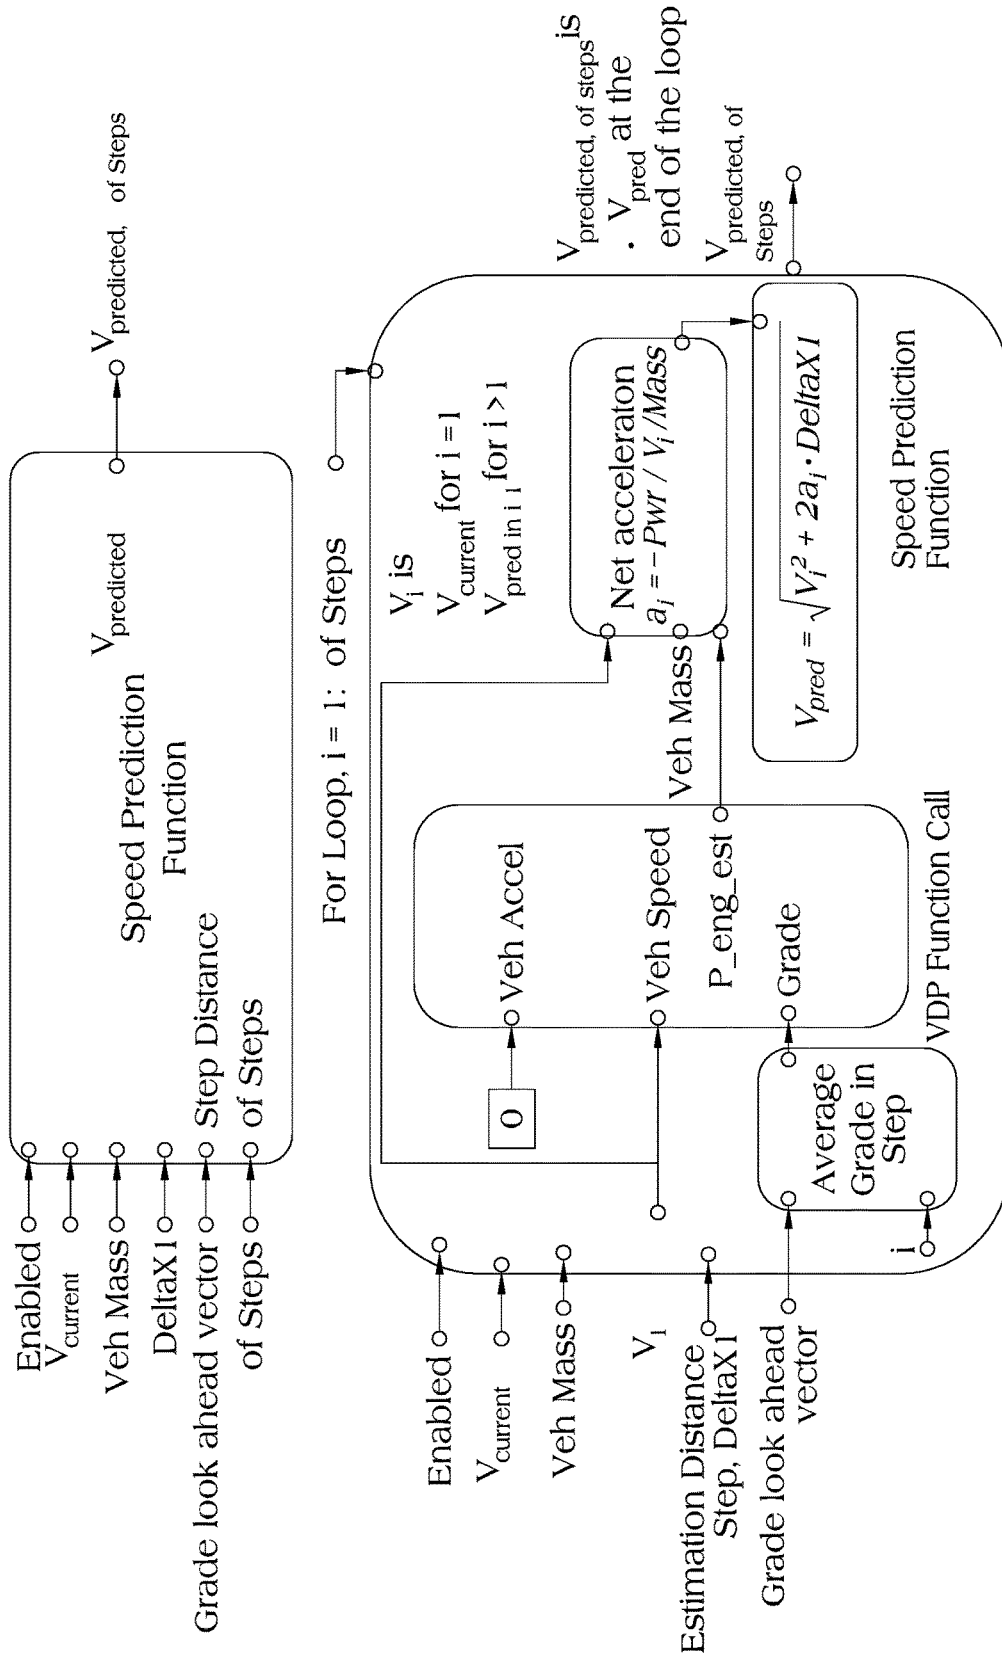 Enabled
V_current
Veh Mass
DeltaX1
Grade look ahead vector
of Steps
Step Distance
of Steps
Speed Prediction
Function
V_predicted
V_predicted, of Steps
For Loop, i = 1: of Steps
Enabled
V_current
Veh Mass
V_1
Estimation Distance
Step, DeltaX1
Grade look ahead
vector
i
0
Average
Grade in
Step
Veh Accel
Veh Speed
P_eng_est
Grade
VDP Function Call
V_i is
V_current for i = 1
V_pred in i 1 for i > 1
Veh Mass
Net acceleraton
a_i = - Pwr / V_i /Mass
V_pred = √V_i² + 2a_i · DeltaX1
Speed Prediction
Function
V_predicted, of steps is
. V_pred at the
end of the loop
V_predicted, of
Steps